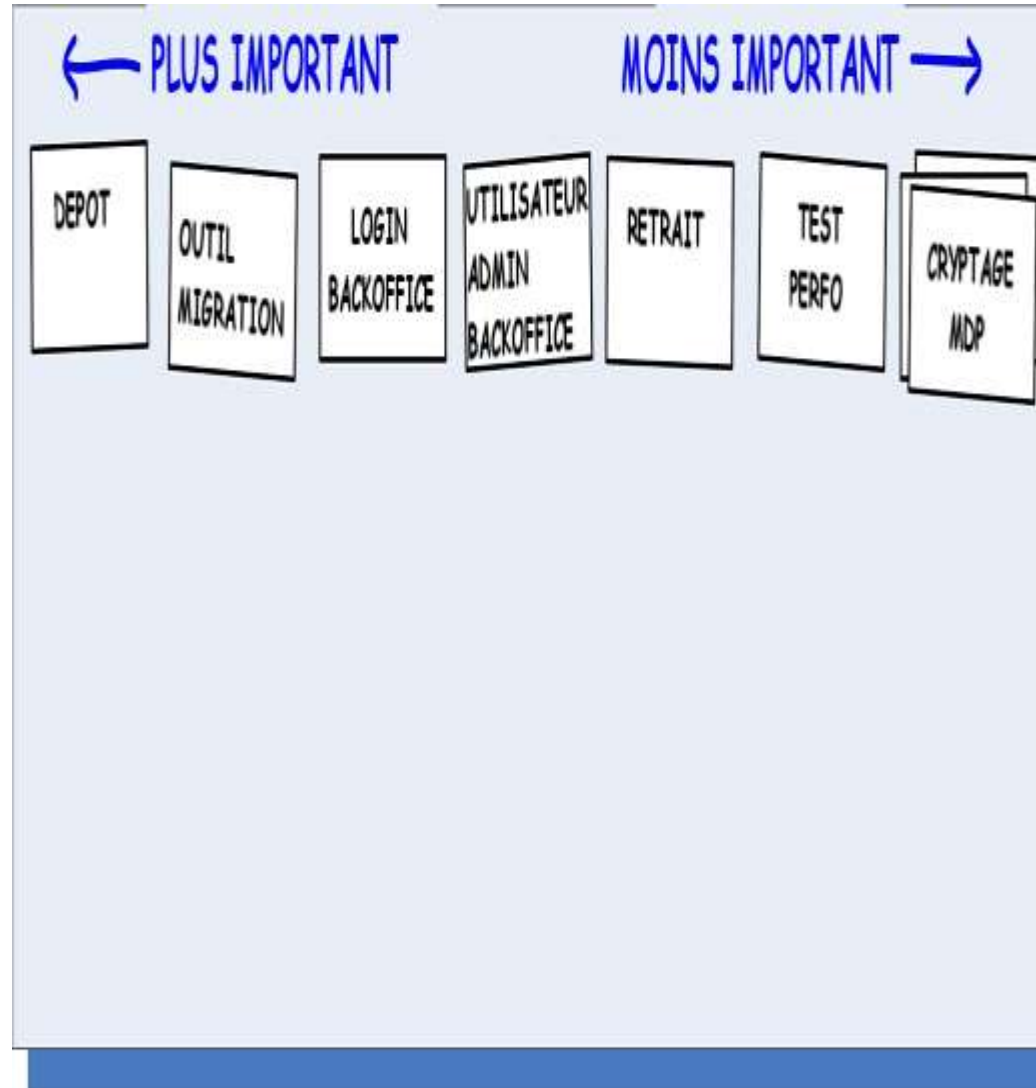 PLUS IMPORTANT
MOINS IMPORTANT
DEPOT
OUTIL
MIGRATION
LOGIN
BACKOFFICE
UTILISATEUR
ADMIN
BACKOFFICE
RETRAIT
TEST
PERFO
CRYPTAGE
MDP